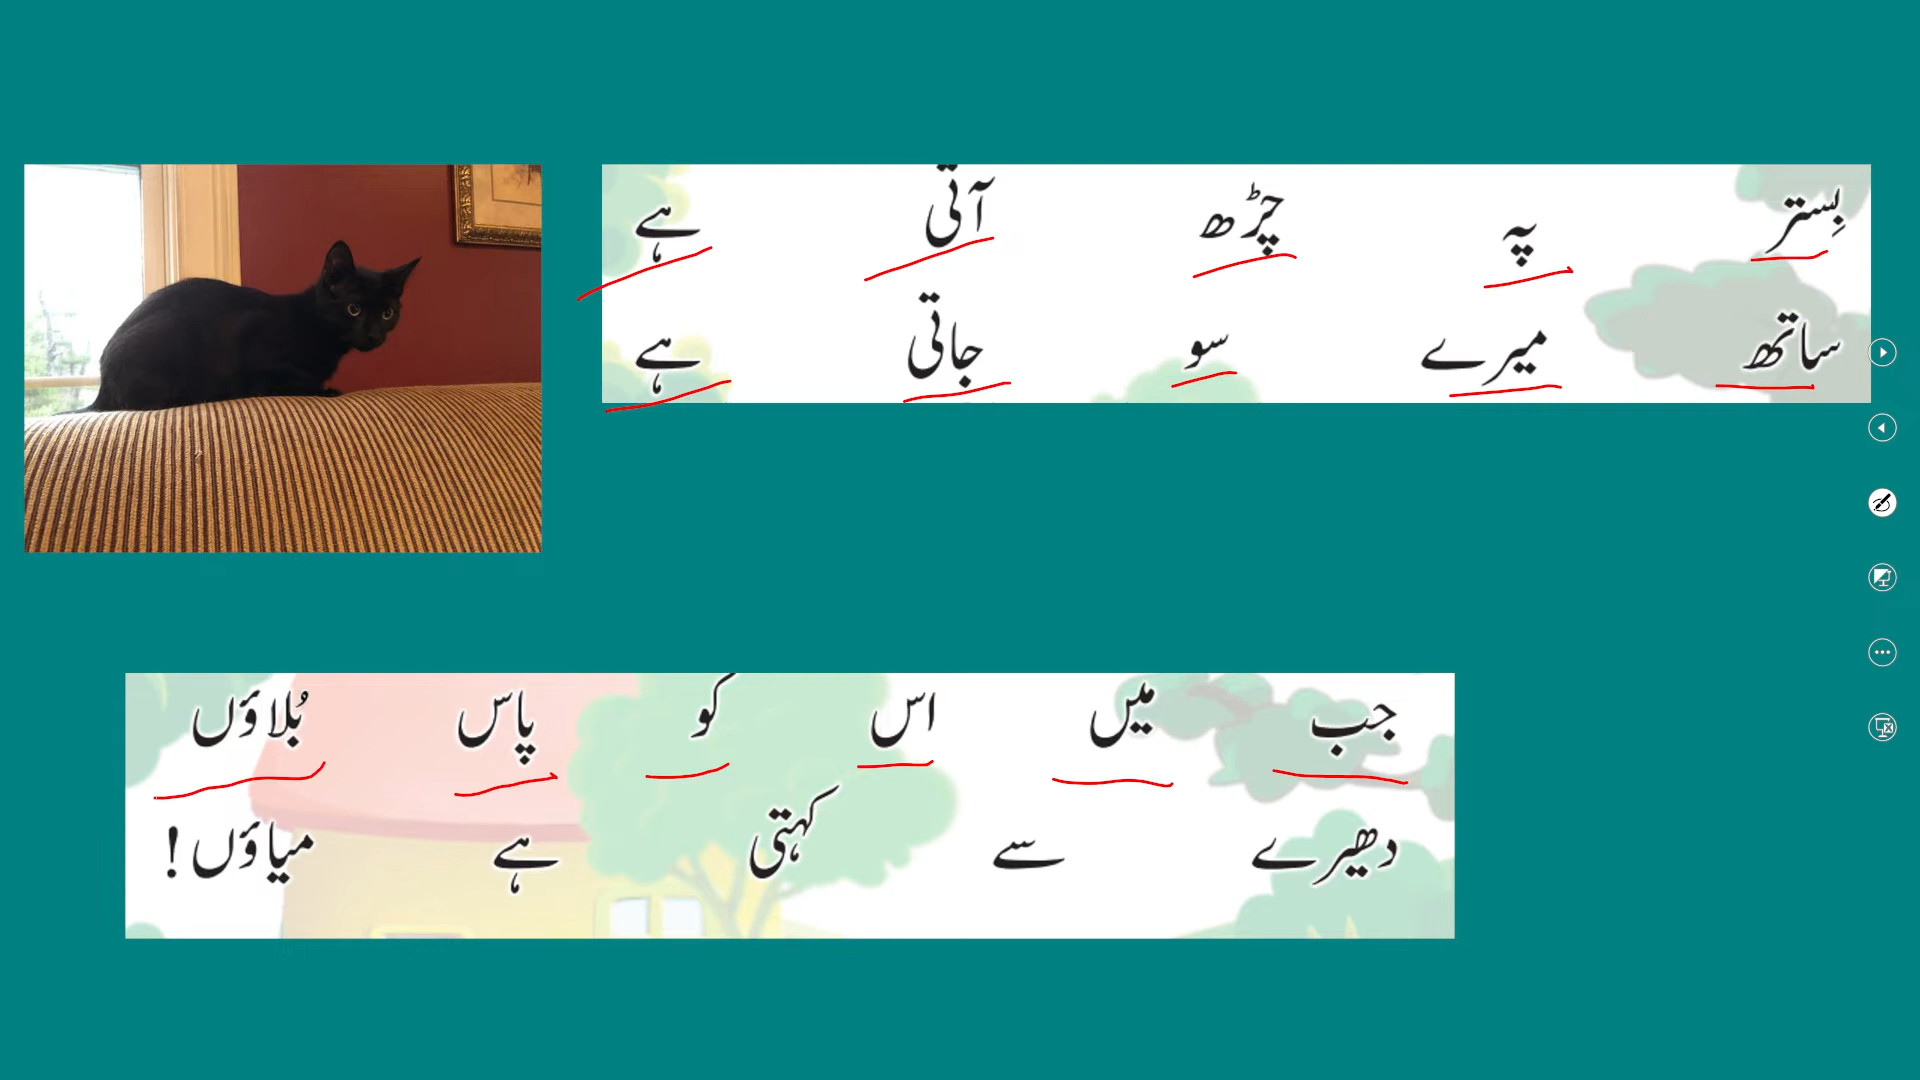 بِستر پہ چڑھ آتی ہے
ساتھ میرے سو جاتی ہے
جب میں اس کو پاس بُلاؤں
دھیرے سے کہتی ہے میاؤں!